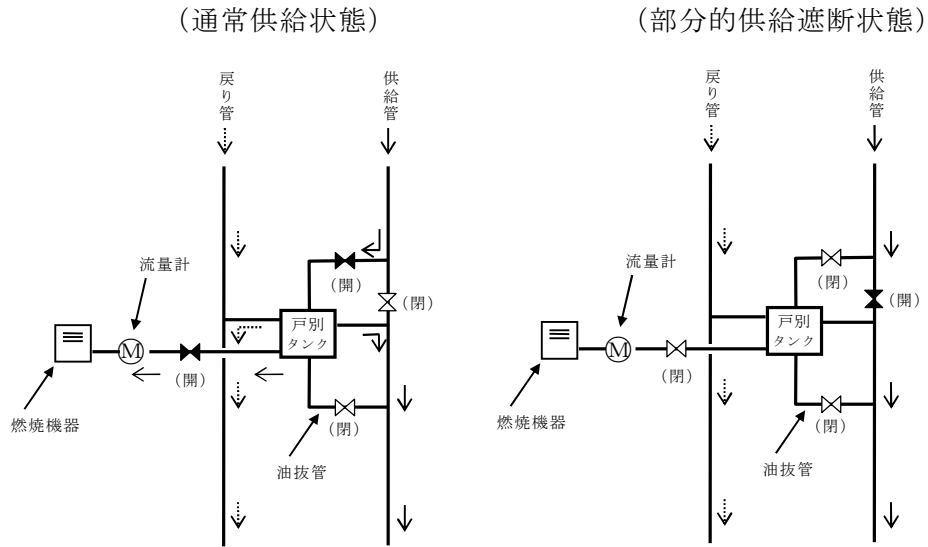 (通常供給状態)
戻り管
供給管
流量計
(開)
(閉)
戸別
タンク
M
(開)
燃焼機器
(閉)
油抜管
(部分的供給遮断状態)
戻り管
供給管
流量計
(閉)
(開)
戸別
タンク
M
(閉)
燃焼機器
(閉)
油抜管